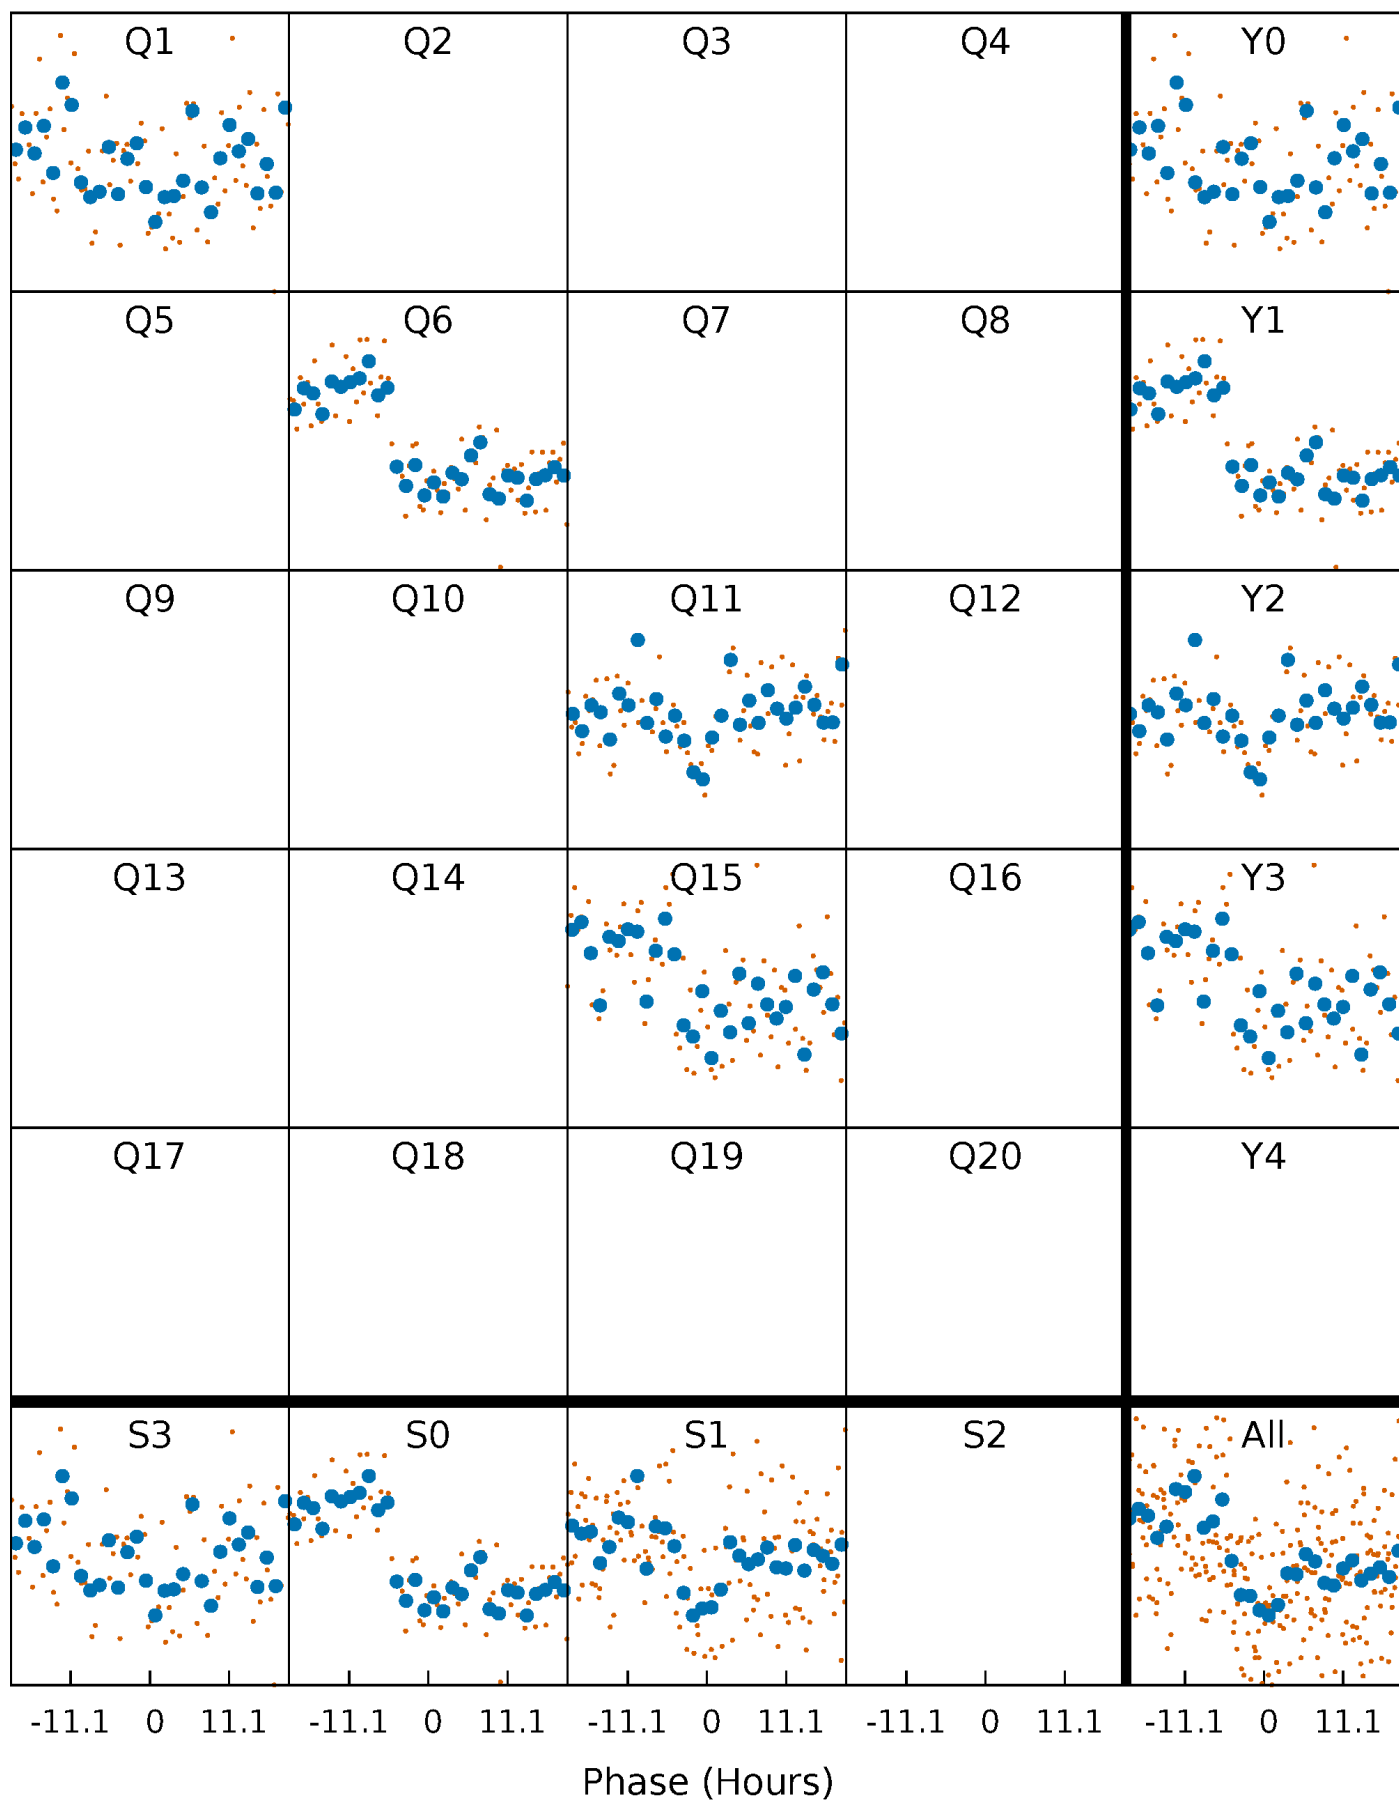 Q1 Q2 Q3 Q4 Y0
Q5 Q6 Q7 Q8 Y1
Q9 Q10 Q11 Q12 Y2
Q13 Q14 Q15 Q16 Y3
Q17 Q18 Q19 Q20 Y4
S3 S0 S1 S2 All
-11.1 0 11.1 -11.1 0 11.1 -11.1 0 11.1 -11.1 0 11.1 -11.1 0 11.1
Phase (Hours)